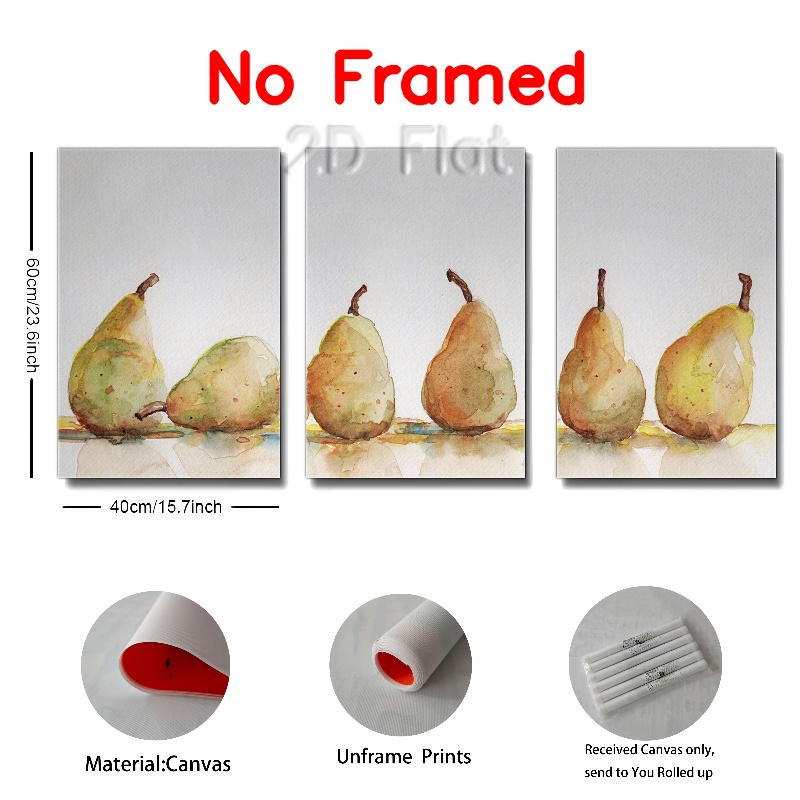 No Framed
2D Flat
60cm/23.6inch
40cm/15.7inch
Material:Canvas
Unframe Prints
Received Canvas only,
send to You Rolled up